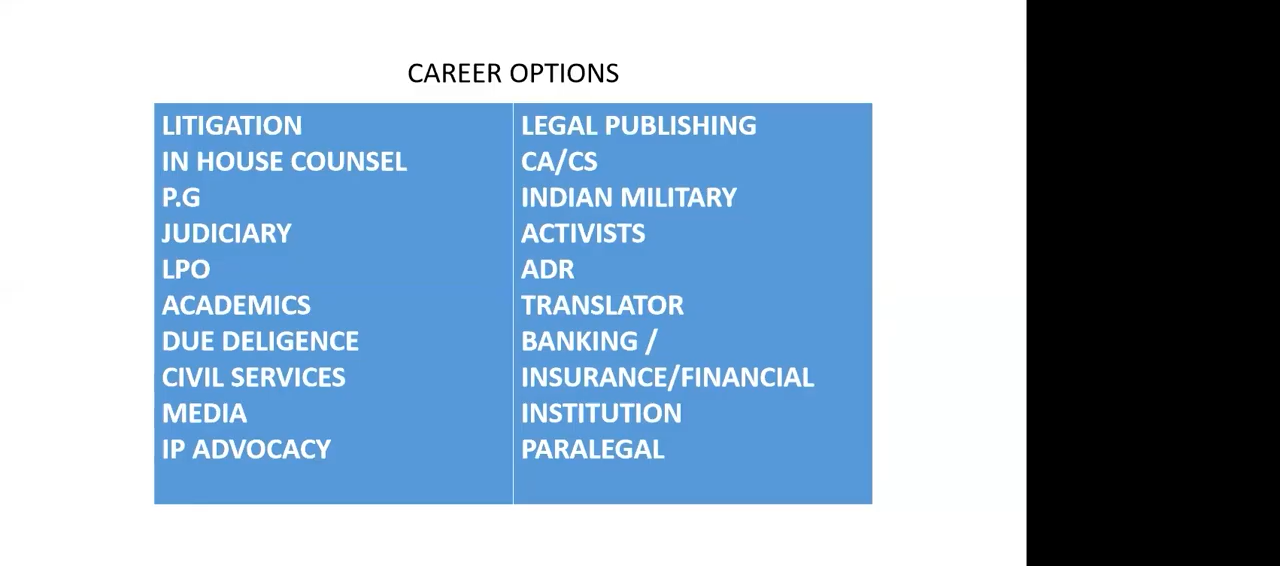 CAREER OPTIONS
LITIGATION
IN HOUSE COUNSEL
P.G
JUDICIARY
LPO
ACADEMICS
DUE DELIGENCE
CIVIL SERVICES
MEDIA
IP ADVOCACY
LEGAL PUBLISHING
CA/CS
INDIAN MILITARY
ACTIVISTS
ADR
TRANSLATOR
BANKING /
INSURANCE/FINANCIAL
INSTITUTION
PARALEGAL